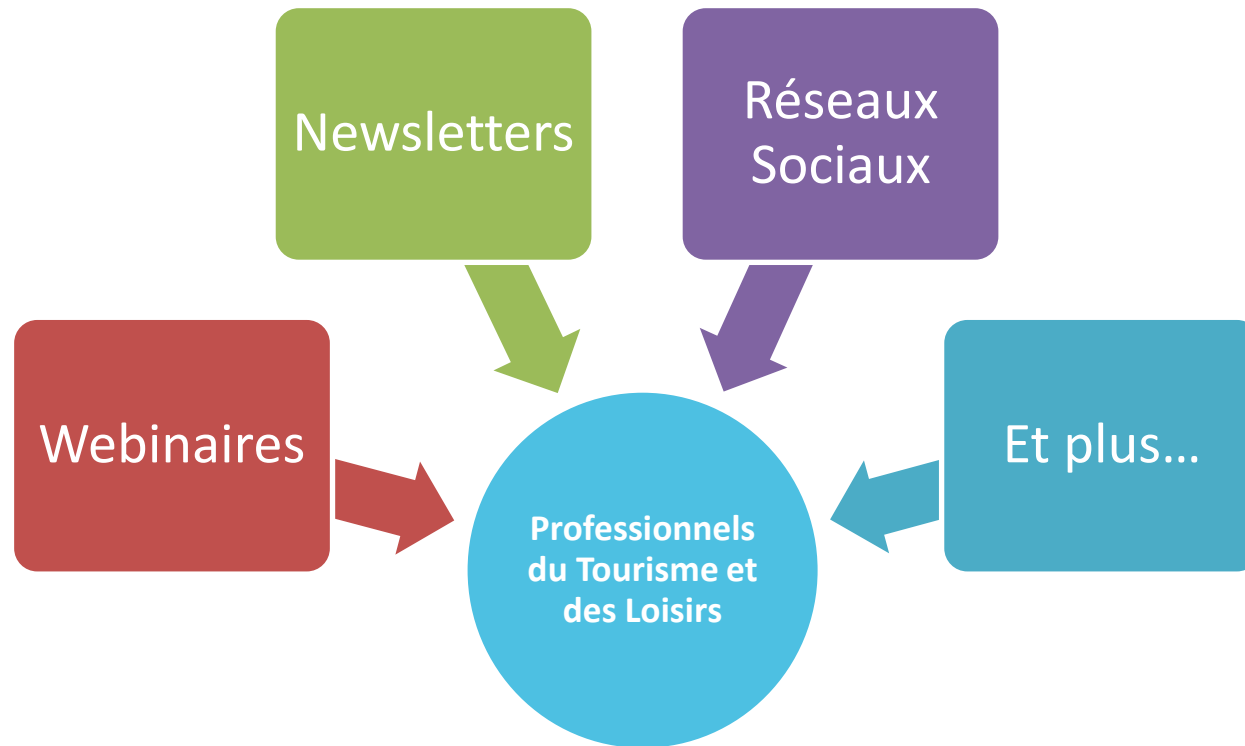 Newsletters
Réseaux
Sociaux
Webinaires
Et plus...
Professionnels
du Tourisme et
des Loisirs